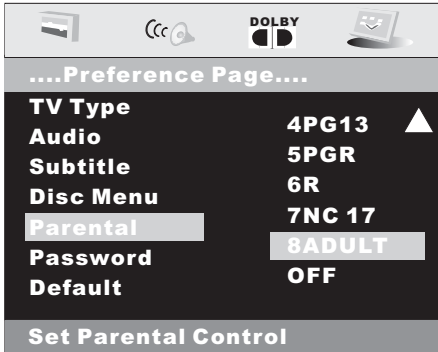 DOLBY
....Preference Page....
TV Type
Audio
Subtitle
Disc Menu
Parental
Password
Default
4PG13
5PGR
6R
7NC 17
8ADULT
OFF
Set Parental Control